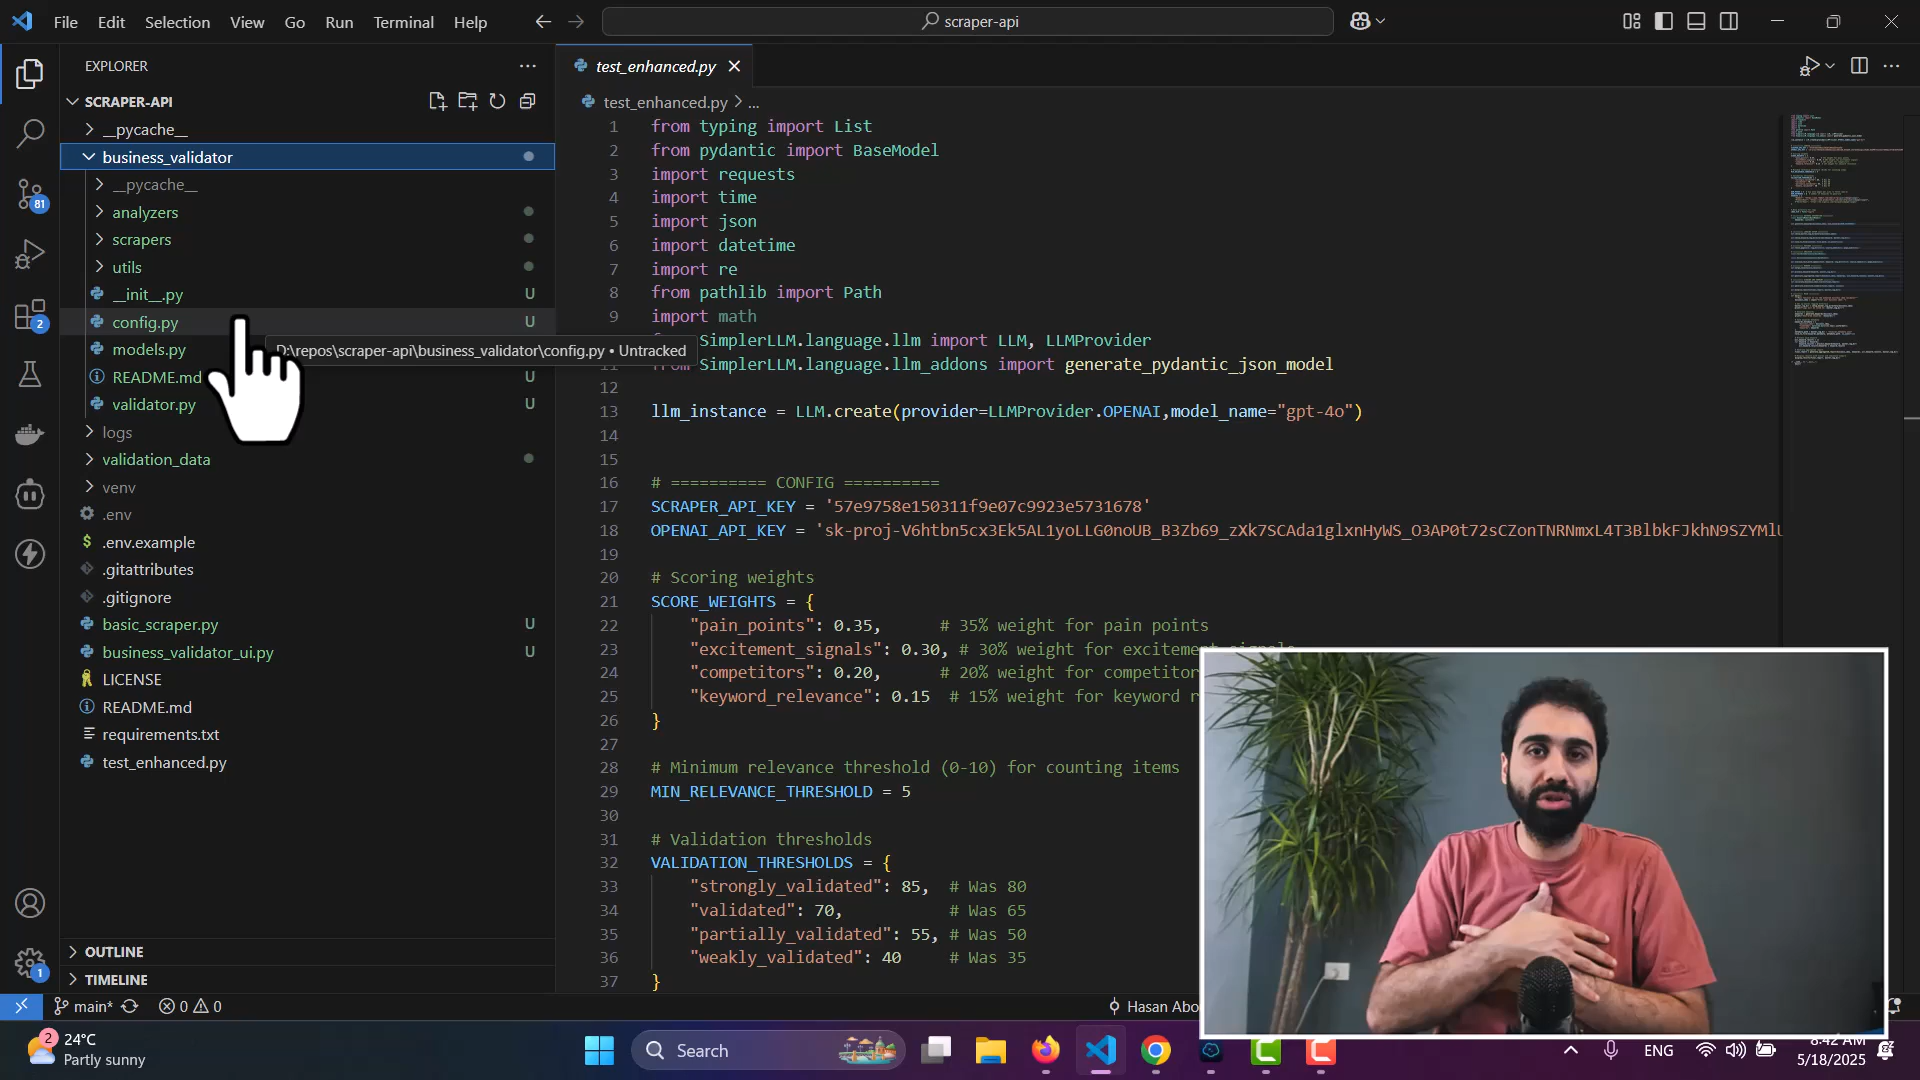 File Edit Selection View Go Run Terminal Help
scraper-api
EXPLORER
SCRAPER-API
__pycache__
business_validator
__pycache__
analyzers
scrapers
utils
__init__.py U
config.py U
models.py
README.md U
validator.py U
logs
validation_data
venv
.env
.env.example
.gitattributes
.gitignore
basic_scraper.py U
business_validator_ui.py U
LICENSE
README.md
requirements.txt
test_enhanced.py
OUTLINE
TIMELINE
81
2
1
D:\repos\scraper-api\business_validator\config.py • Untracked
test_enhanced.py
test_enhanced.py > ...
1 from typing import List
2 from pydantic import BaseModel
3 import requests
4 import time
5 import json
6 import datetime
7 import re
8 from pathlib import Path
9 import math
SimplerLLM.language.llm import LLM, LLMProvider
SimplerLLM.language.llm_addons import generate_pydantic_json_model
12
13 llm_instance = LLM.create(provider=LLMProvider.OPENAI,model_name="gpt-4o")
14
15
16 # ========== CONFIG ==========
17 SCRAPER_API_KEY = '57e9758e150311f9e07c9923e5731678'
18 OPENAI_API_KEY = 'sk-proj-V6htbn5cx3Ek5AL1yoLLG0noUB_B3Zb69_zXk7SCAda1glxnHyWS_O3AP0t72sCZonTNRNmxL4T3BlbkFJkhN9SZYMl
19
20 # Scoring weights
21 SCORE_WEIGHTS = {
22 "pain_points": 0.35, # 35% weight for pain points
23 "excitement_signals": 0.30, # 30% weight for excitement signals
24 "competitors": 0.20, # 20% weight for competitor
25 "keyword_relevance": 0.15 # 15% weight for keyword r
26 }
27
28 # Minimum relevance threshold (0-10) for counting items
29 MIN_RELEVANCE_THRESHOLD = 5
30
31 # Validation thresholds
32 VALIDATION_THRESHOLDS = {
33 "strongly_validated": 85, # Was 80
34 "validated": 70, # Was 65
35 "partially_validated": 55, # Was 50
36 "weakly_validated": 40 # Was 35
37 }
main* 0 0
Hasan Abo
2
24°C
Partly sunny
Search
ENG
8:42 AM
5/18/2025